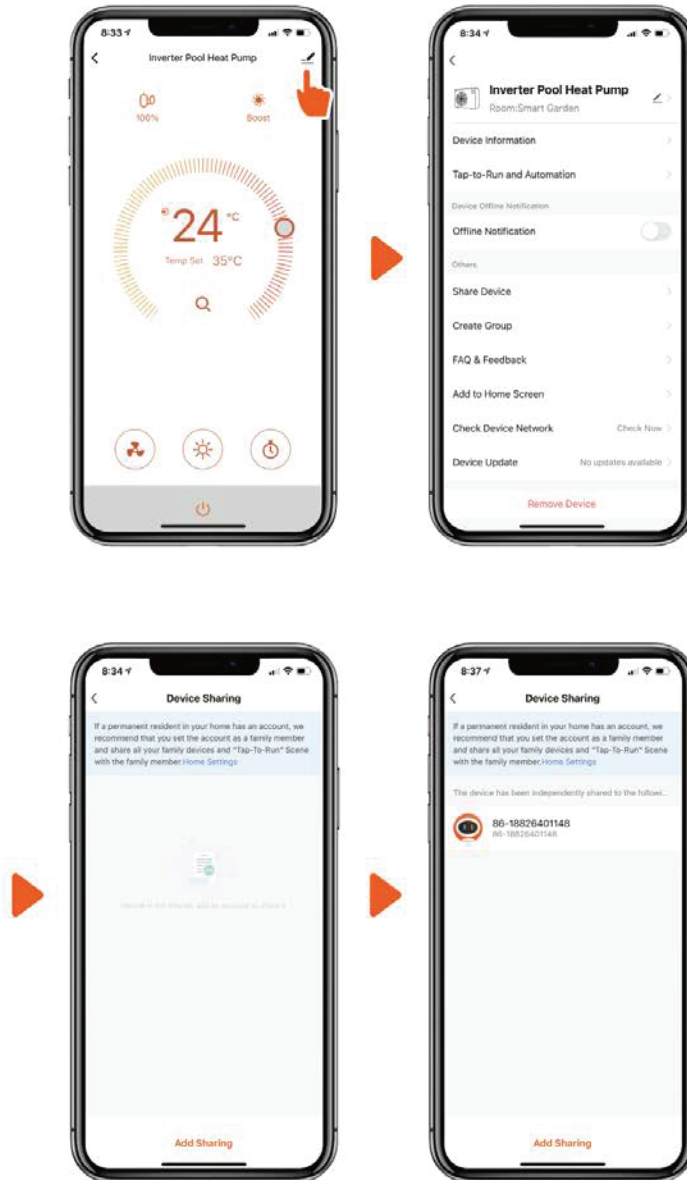 8:33
Inverter Pool Heat Pump
100%
Boost
24 °C
Temp Set 35°C
8:34
Inverter Pool Heat Pump
Room:Smart Garden
Device Information
Tap-to-Run and Automation
Device Offline Notification
Offline Notification
Others
Share Device
Create Group
FAQ & Feedback
Add to Home Screen
Check Device Network Check Now
Device Update No updates available
Remove Device
8:34
Device Sharing
If a permanent resident in your home has an account, we
recommend that you set the account as a family member
and share all your family devices and "Tap-To-Run" Scene
with the family member.Home Settings
Add Sharing
8:37
Device Sharing
If a permanent resident in your home has an account, we
recommend that you set the account as a family member
and share all your family devices and "Tap-To-Run" Scene
with the family member.Home Settings
The device has been independently shared to the followi...
86-18826401148
86-18826401148
Add Sharing